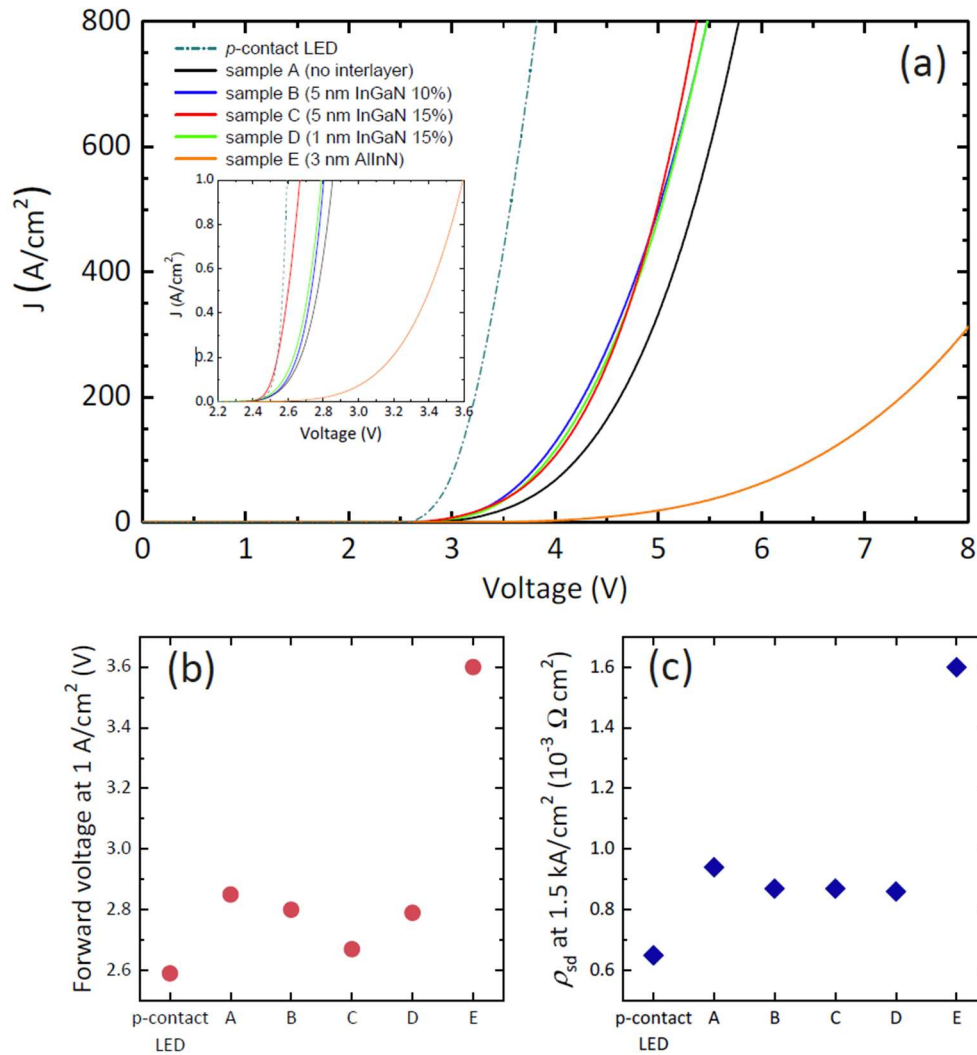 800
600
400
200
0
J (A/cm²)
(a)
p-contact LED
sample A (no interlayer)
sample B (5 nm InGaN 10%)
sample C (5 nm InGaN 15%)
sample D (1 nm InGaN 15%)
sample E (3 nm AlInN)
1.0
0.8
0.6
0.4
0.2
0.0
J (A/cm²)
2.2 2.4 2.6 2.8 3.0 3.2 3.4 3.6
Voltage (V)
0 1 2 3 4 5 6 7 8
Voltage (V)
(b)
Forward voltage at 1 A/cm² (V)
3.6
3.4
3.2
3.0
2.8
2.6
p-contact LED A B C D E
(c)
ρsd at 1.5 kA/cm² (10⁻³ Ω cm²)
1.6
1.4
1.2
1.0
0.8
0.6
p-contact LED A B C D E